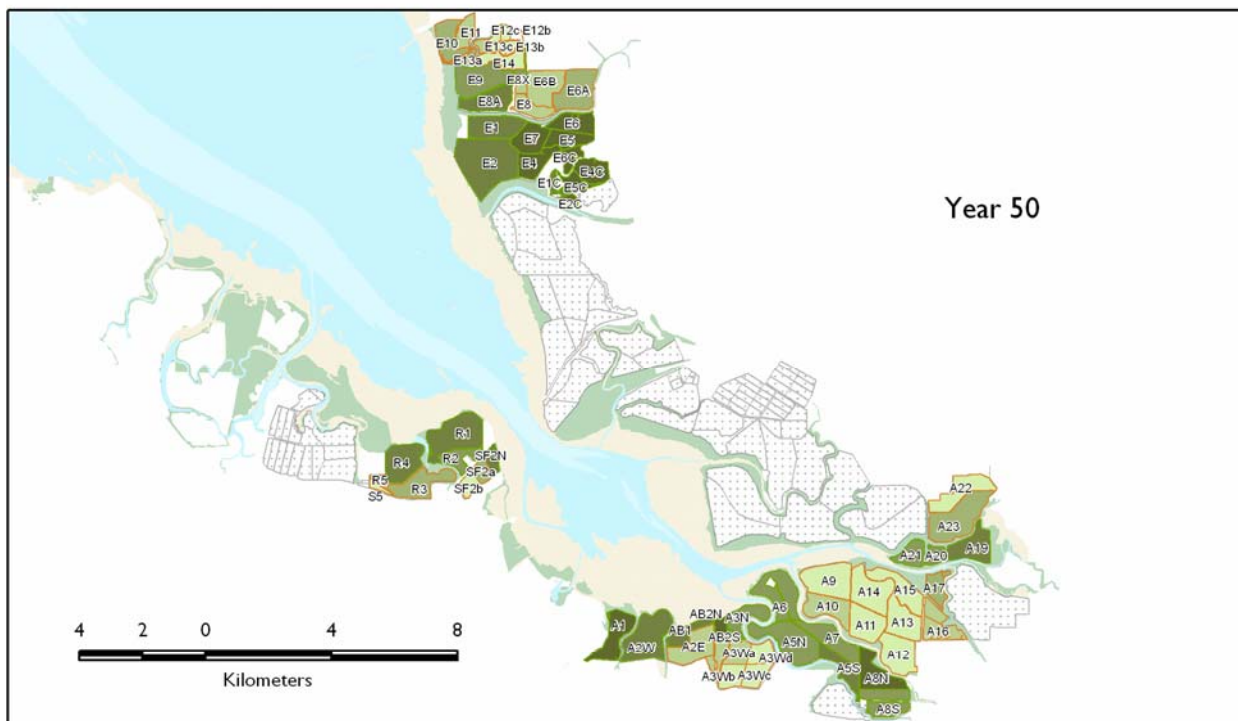 E11 E12c E12b
E10 E13c E13b
E13a E14
E9 E8X E6B
E8A E8 E6A
E1 E7 E6
E5
E2 E4 E6C
E4C
E1C E5C
E2C
Year 50
R1
R4 R2 SF2N
R5 R3 SF2a
S5 SF2b
A22
A23
A21 A20 A19
A9 A14 A15 A17
A6 A10
A1 AB2N A3N A11 A13 A16
A2W AB1 AB2S A5N A7
A2E A3Wa A3Wd A12
A3Wb A3Wc A5S A8N
A8S
4 2 0 4 8
Kilometers